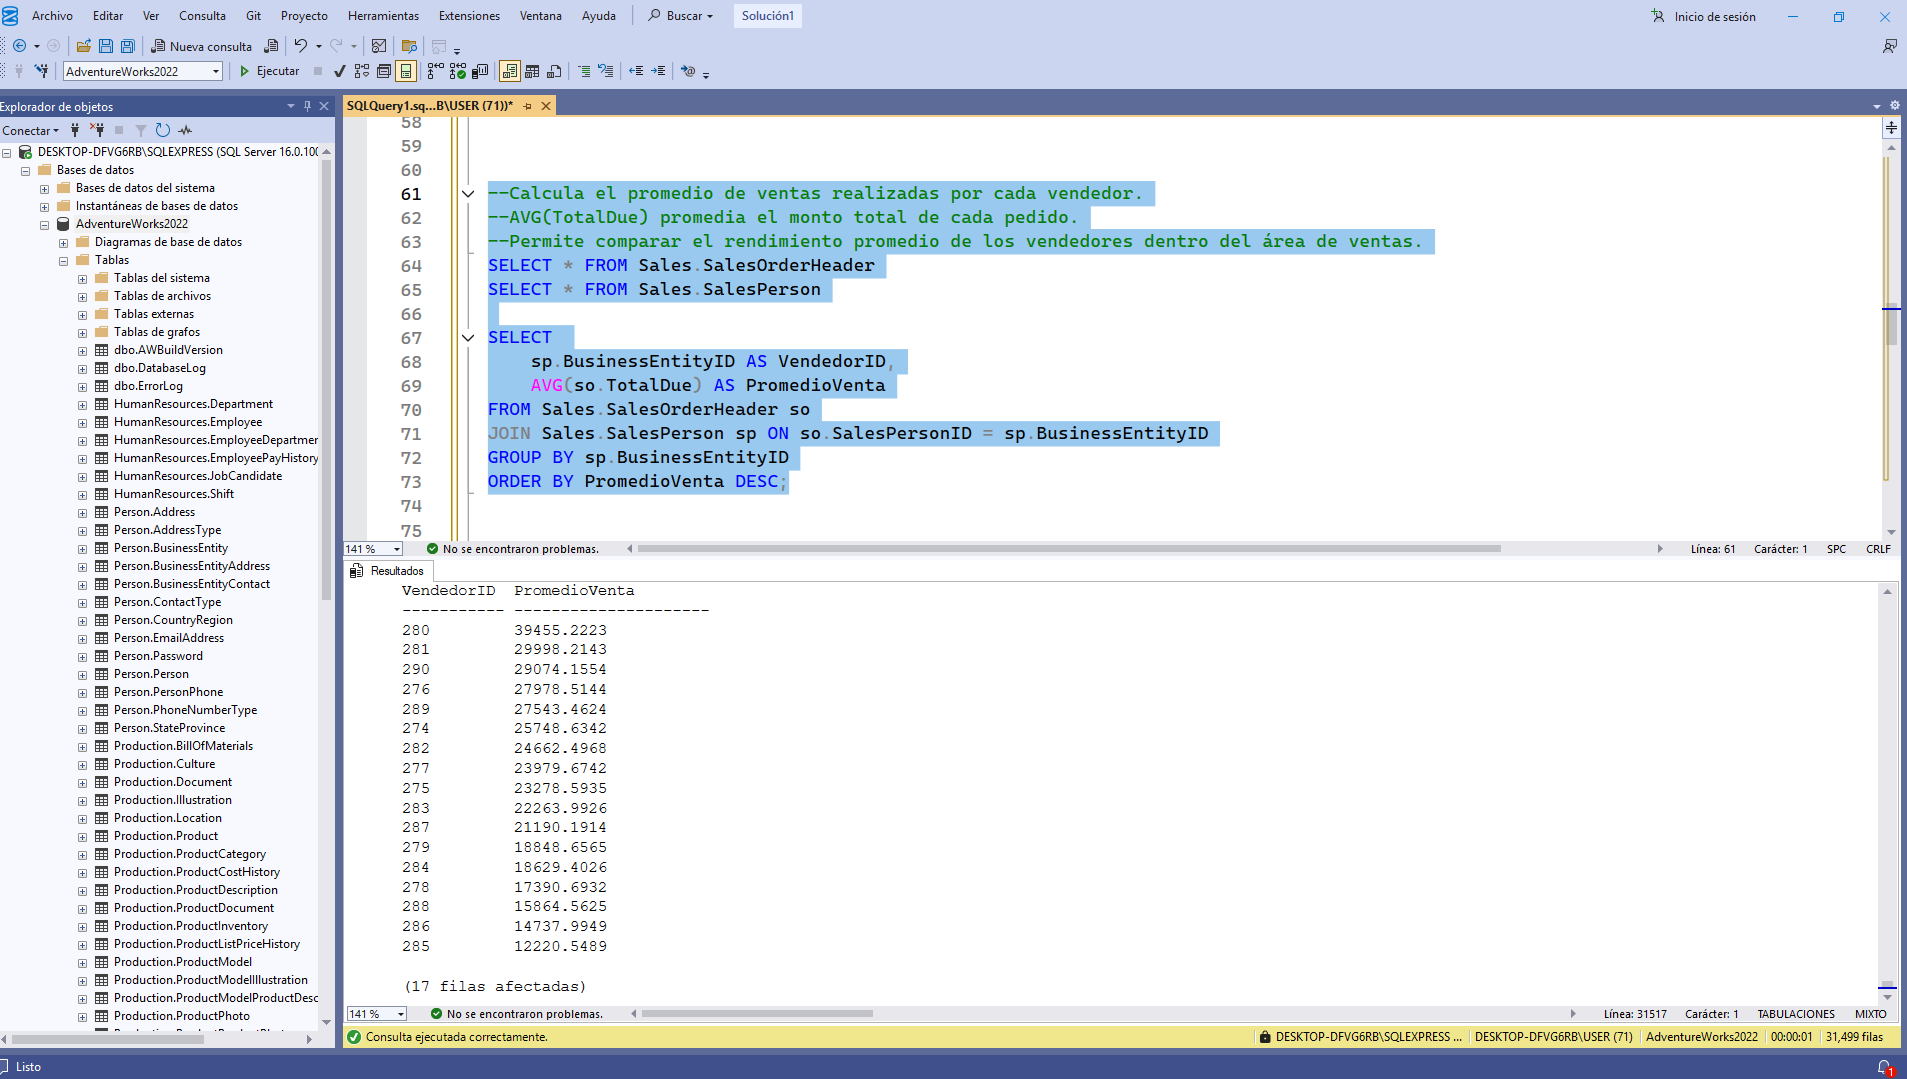 Archivo Editar Ver Consulta Git Proyecto Herramientas Extensiones Ventana Ayuda Buscar Solución1 Inicio de sesión
Nueva consulta
AdventureWorks2022 Ejecutar
Explorador de objetos
Conectar
DESKTOP-DFVG6RB\SQLEXPRESS (SQL Server 16.0.100
Bases de datos
Bases de datos del sistema
Instantáneas de bases de datos
AdventureWorks2022
Diagramas de base de datos
Tablas
Tablas del sistema
Tablas de archivos
Tablas externas
Tablas de grafos
dbo.AWBuildVersion
dbo.DatabaseLog
dbo.ErrorLog
HumanResources.Department
HumanResources.Employee
HumanResources.EmployeeDepartmen
HumanResources.EmployeePayHistory
HumanResources.JobCandidate
HumanResources.Shift
Person.Address
Person.AddressType
Person.BusinessEntity
Person.BusinessEntityAddress
Person.BusinessEntityContact
Person.ContactType
Person.CountryRegion
Person.EmailAddress
Person.Password
Person.Person
Person.PersonPhone
Person.PhoneNumberType
Person.StateProvince
Production.BillOfMaterials
Production.Culture
Production.Document
Production.Illustration
Production.Location
Production.Product
Production.ProductCategory
Production.ProductCostHistory
Production.ProductDescription
Production.ProductDocument
Production.ProductInventory
Production.ProductListPriceHistory
Production.ProductModel
Production.ProductModelIllustration
Production.ProductModelProductDesc
Production.ProductPhoto
SQLQuery1.sq...B\USER (71))*
58
59
60
61 --Calcula el promedio de ventas realizadas por cada vendedor.
62 --AVG(TotalDue) promedia el monto total de cada pedido.
63 --Permite comparar el rendimiento promedio de los vendedores dentro del área de ventas.
64 SELECT * FROM Sales.SalesOrderHeader
65 SELECT * FROM Sales.SalesPerson
66
67 SELECT
68 sp.BusinessEntityID AS VendedorID,
69 AVG(so.TotalDue) AS PromedioVenta
70 FROM Sales.SalesOrderHeader so
71 JOIN Sales.SalesPerson sp ON so.SalesPersonID = sp.BusinessEntityID
72 GROUP BY sp.BusinessEntityID
73 ORDER BY PromedioVenta DESC;
74
75
141 % No se encontraron problemas. Línea: 61 Carácter: 1 SPC CRLF
Resultados
VendedorID PromedioVenta
----------- ---------------------
280 39455.2223
281 29998.2143
290 29074.1554
276 27978.5144
289 27543.4624
274 25748.6342
282 24662.4968
277 23979.6742
275 23278.5935
283 22263.9926
287 21190.1914
279 18848.6565
284 18629.4026
278 17390.6932
288 15864.5625
286 14737.9949
285 12220.5489
(17 filas afectadas)
141 % No se encontraron problemas. Línea: 31517 Carácter: 1 TABULACIONES MIXTO
Consulta ejecutada correctamente. DESKTOP-DFVG6RB\SQLEXPRESS ... DESKTOP-DFVG6RB\USER (71) AdventureWorks2022 00:00:01 31,499 filas
Listo 1